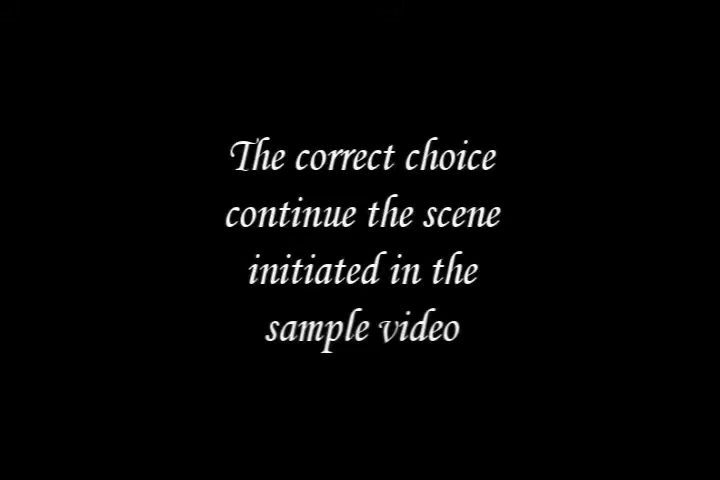 The correct choice
continue the scene
initiated in the
sample video